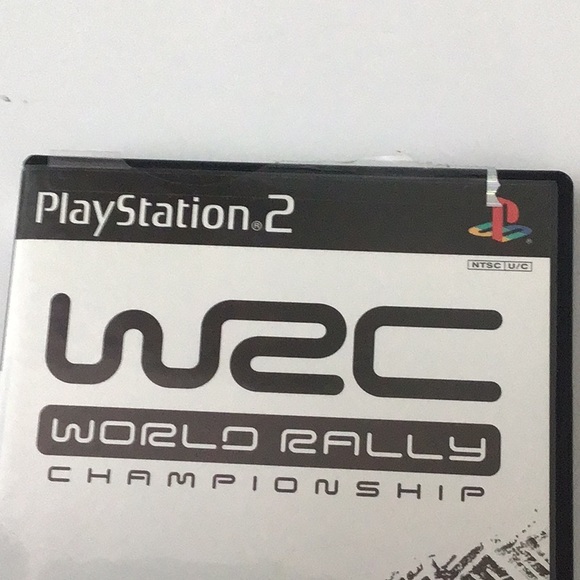 PlayStation®2
NTSC U/C
WRC
WORLD RALLY
CHAMPIONSHIP